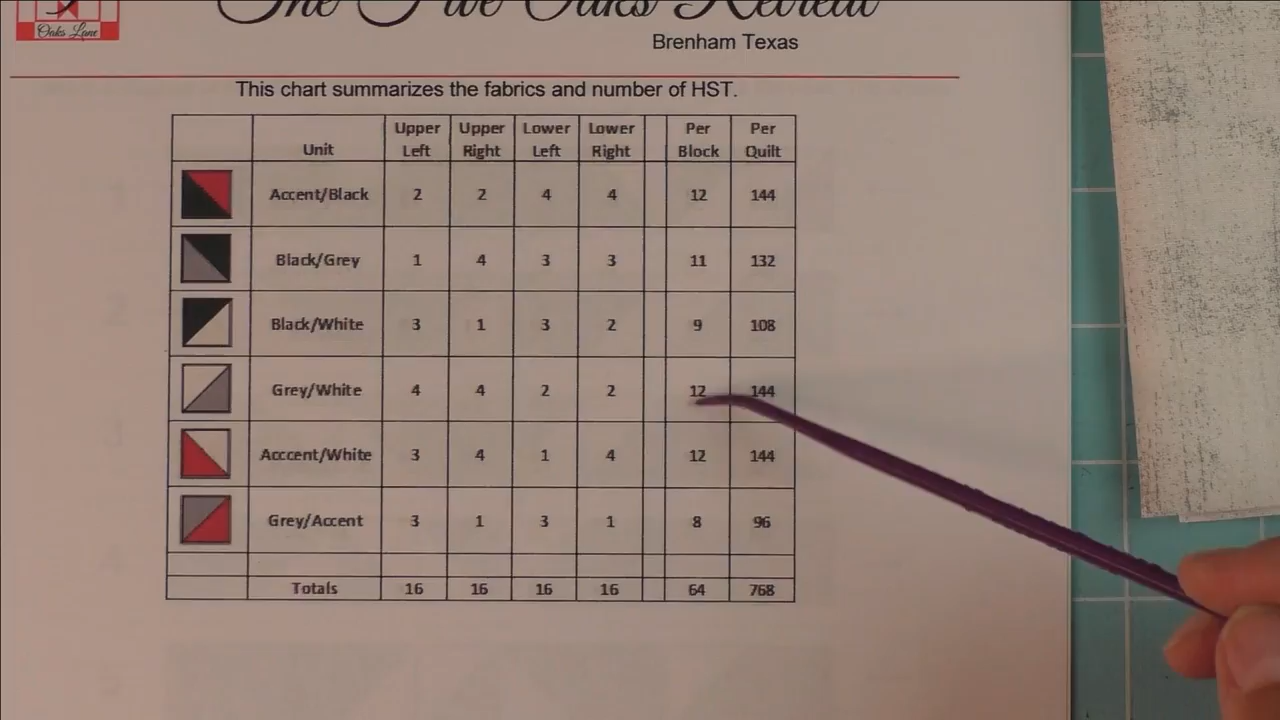 The Five Oaks Retreat
Oaks Lane
Brenham Texas
This chart summarizes the fabrics and number of HST.
Unit Upper Left Upper Right Lower Left Lower Right Per Block Per Quilt
Accent/Black 2 2 4 4 12 144
Black/Grey 1 4 3 3 11 132
Black/White 3 1 3 2 9 108
Grey/White 4 4 2 2 12 144
Acccent/White 3 4 1 4 12 144
Grey/Accent 3 1 3 1 8 96
Totals 16 16 16 16 64 768